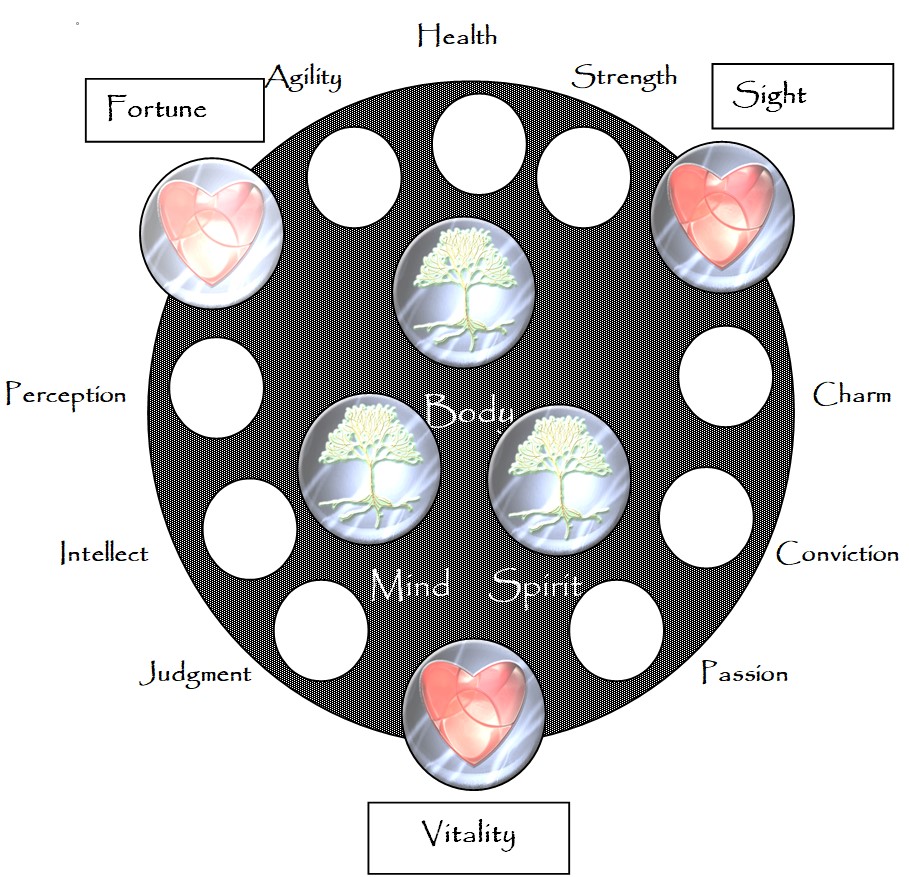 Health
Agility
Strength
Fortune
Sight
Perception
Charm
Body
Intellect
Conviction
Mind
Spirit
Judgment
Passion
Vitality